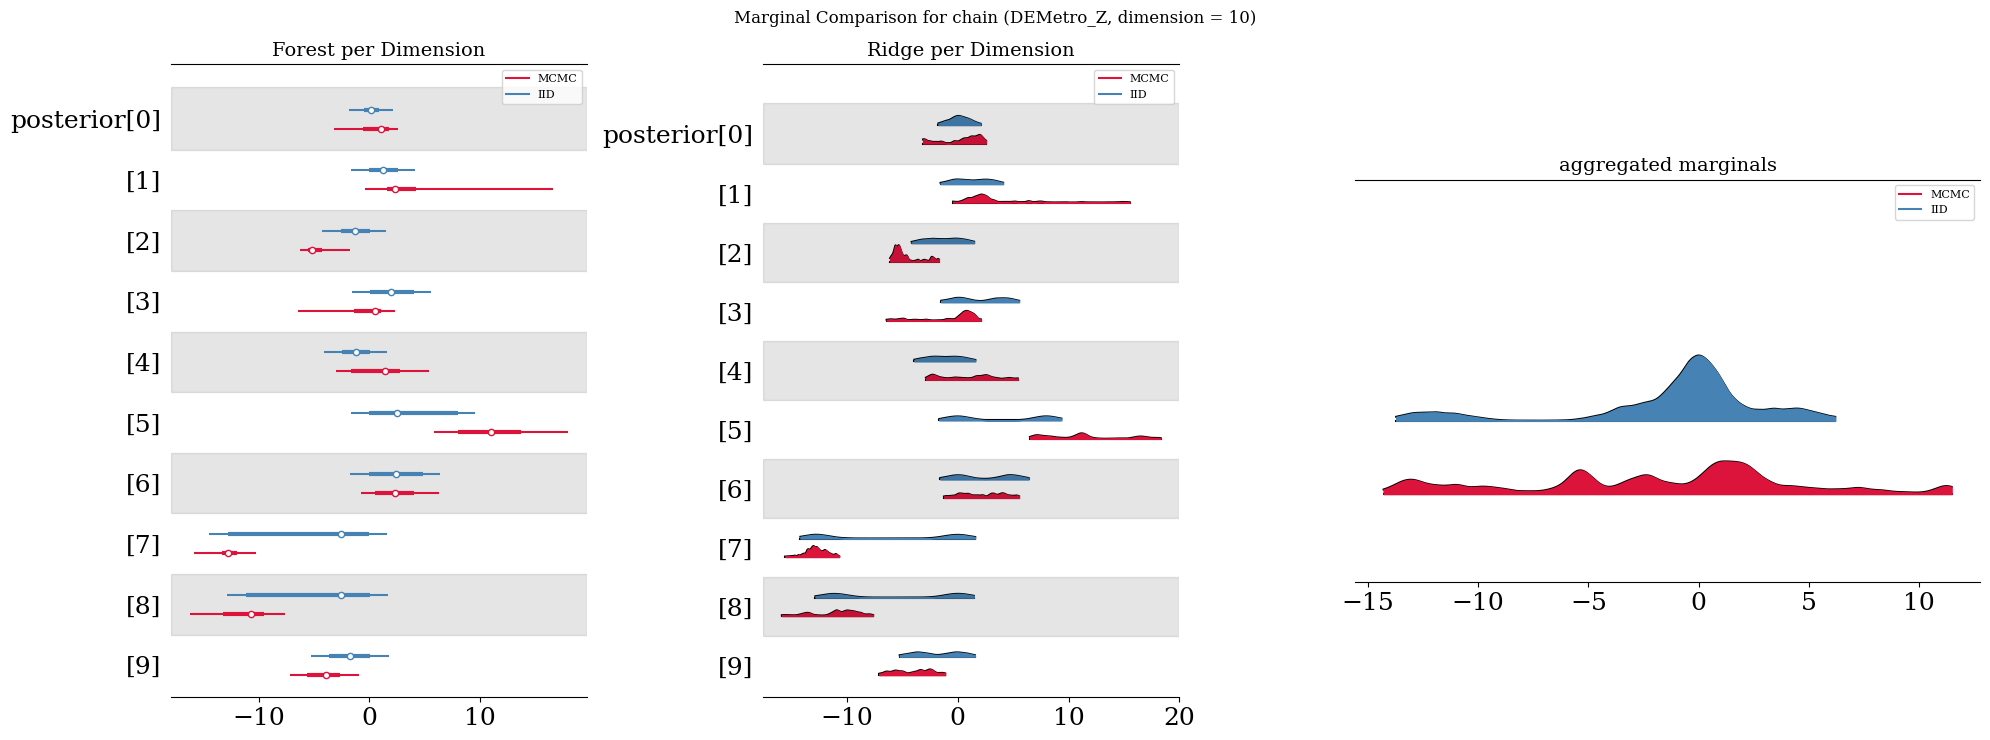 Marginal Comparison for chain (DEMetro_Z, dimension = 10)
Forest per Dimension
MCMC
IID
posterior[0]
[1]
[2]
[3]
[4]
[5]
[6]
[7]
[8]
[9]
−10 0 10
Ridge per Dimension
MCMC
IID
posterior[0]
[1]
[2]
[3]
[4]
[5]
[6]
[7]
[8]
[9]
−10 0 10 20
aggregated marginals
MCMC
IID
−15 −10 −5 0 5 10